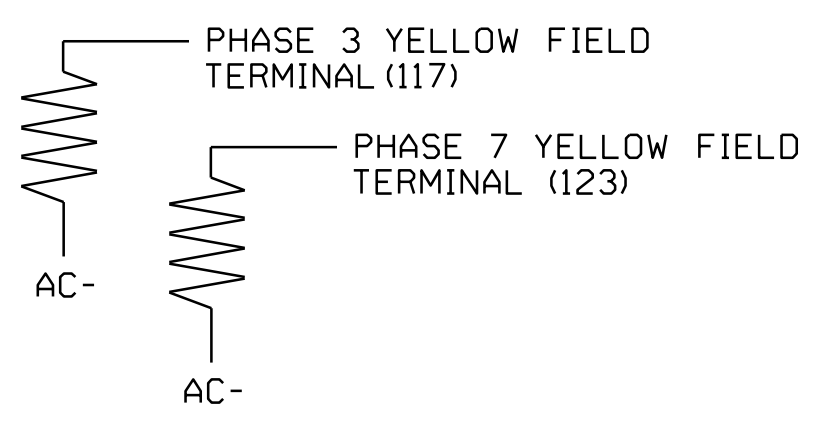 PHASE 3 YELLOW FIELD
TERMINAL (117)
PHASE 7 YELLOW FIELD
TERMINAL (123)
AC-
AC-